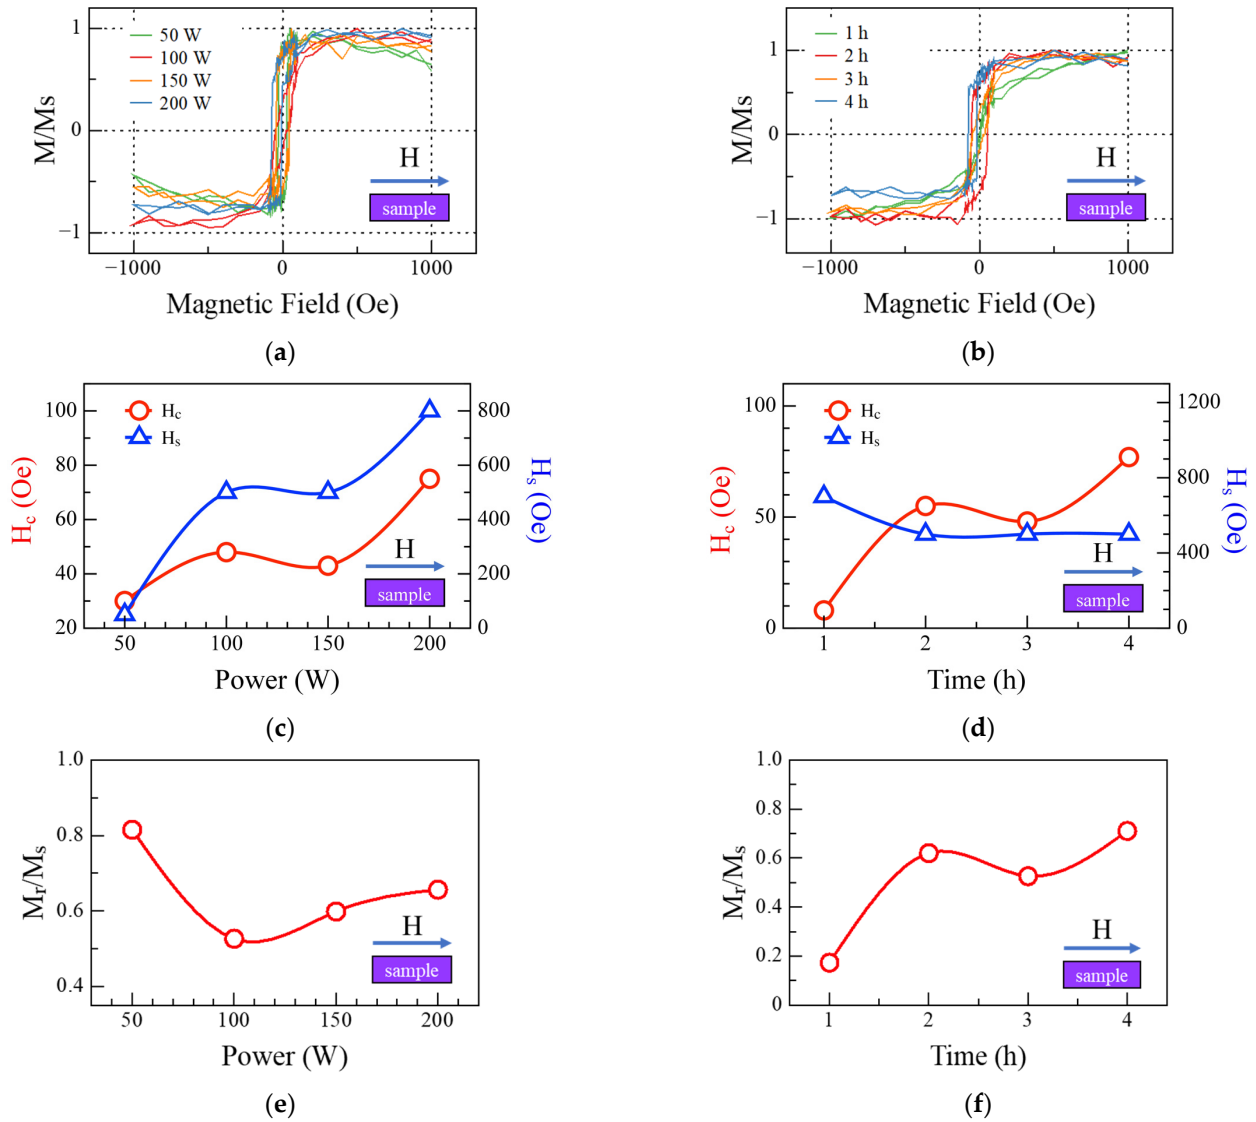 1
0
−1
M/Ms
50 W
100 W
150 W
200 W
H
sample
−1000
0
1000
Magnetic Field (Oe)
(a)
1
0
−1
M/Ms
1 h
2 h
3 h
4 h
H
sample
−1000
0
1000
Magnetic Field (Oe)
(b)
100
80
60
40
20
Hc (Oe)
Hc
Hs
800
600
400
200
0
Hs (Oe)
H
sample
50
100
150
200
Power (W)
(c)
100
50
0
Hc (Oe)
Hc
Hs
1200
800
400
0
Hs (Oe)
H
sample
1
2
3
4
Time (h)
(d)
1.0
0.8
0.6
0.4
Mr/Ms
H
sample
50
100
150
200
Power (W)
(e)
1.0
0.8
0.6
0.4
0.2
0
Mr/Ms
H
sample
1
2
3
4
Time (h)
(f)